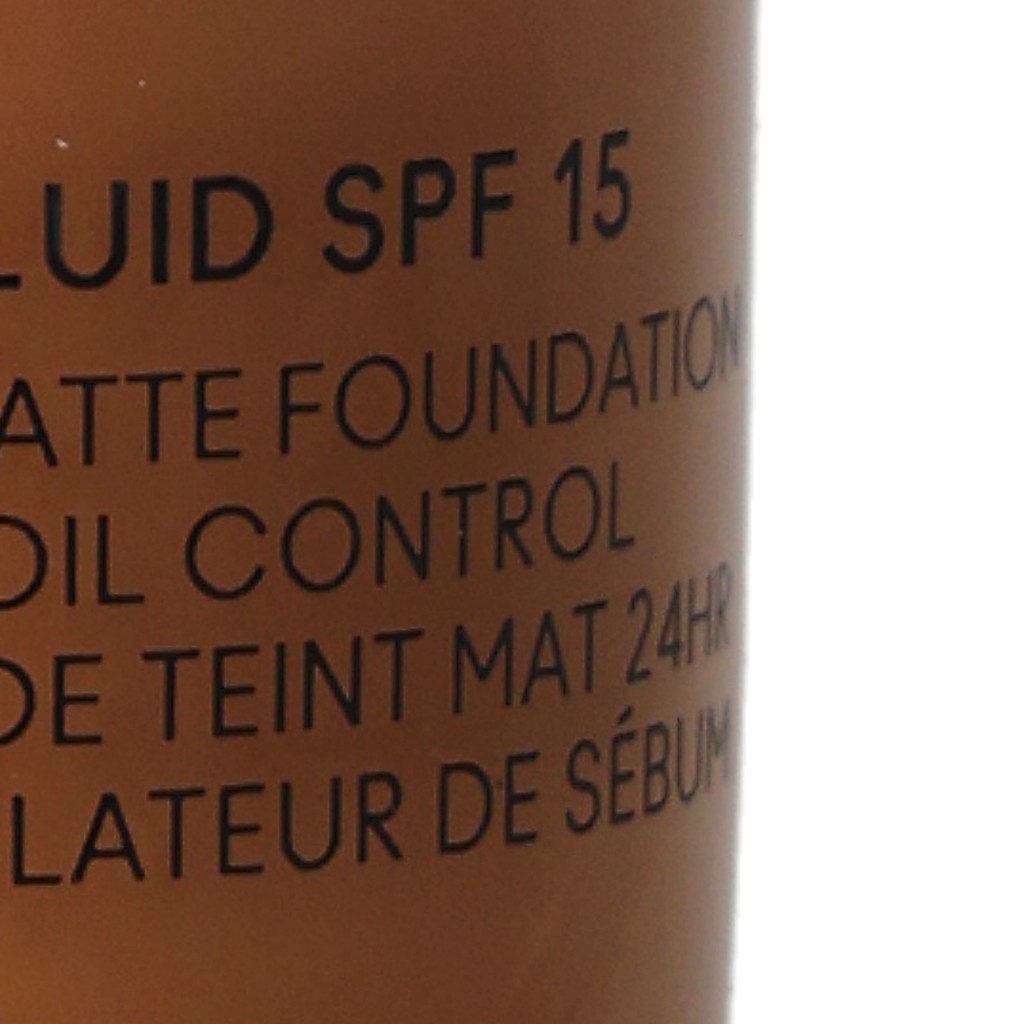 LUID SPF 15
ATTE FOUNDATION
OIL CONTROL
DE TEINT MAT 24HR
LATEUR DE SÉBUM